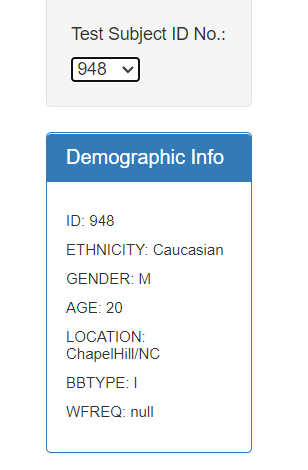 Test Subject ID No.:
948
Demographic Info
ID: 948
ETHNICITY: Caucasian
GENDER: M
AGE: 20
LOCATION:
ChapelHill/NC
BBTYPE: I
WFREQ: null